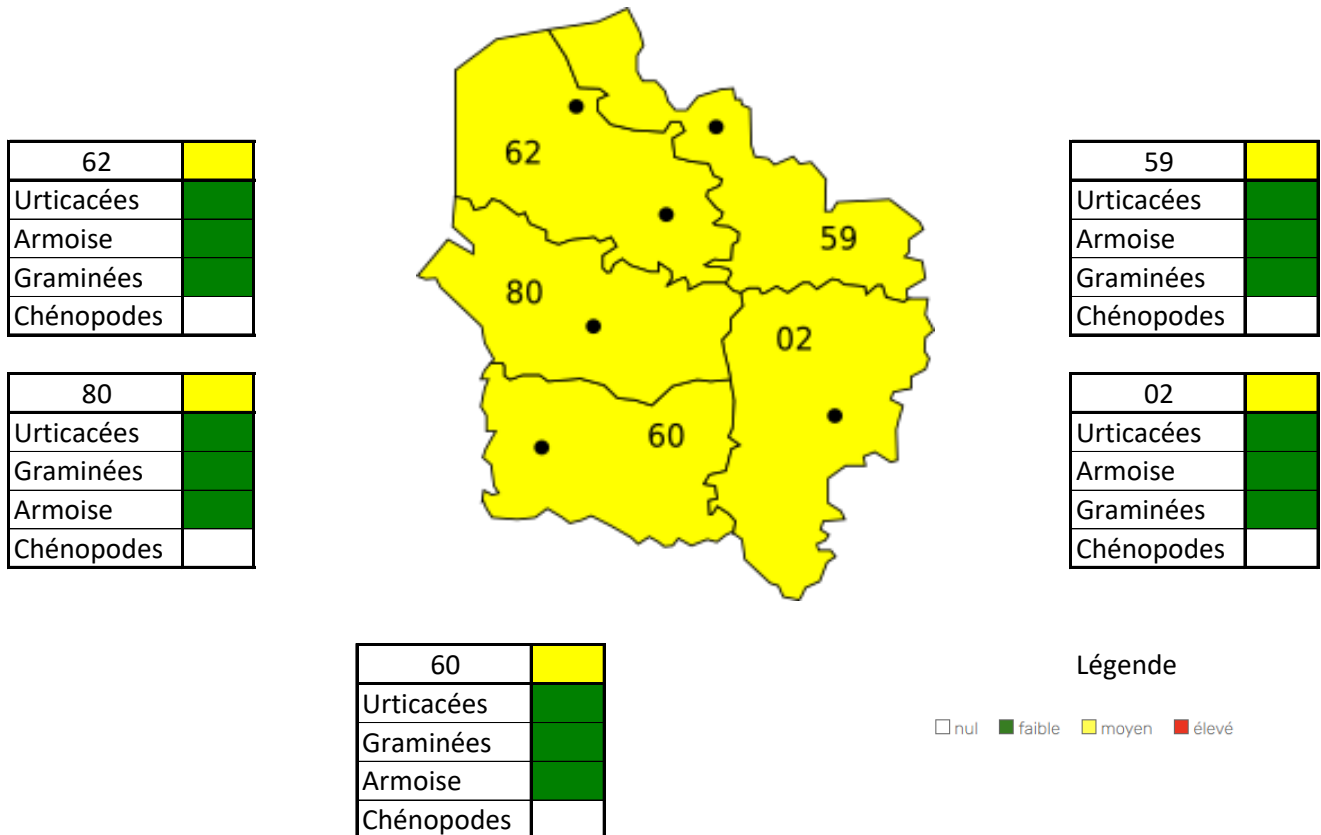 62
Urticacées
Armoise
Graminées
Chénopodes
80
Urticacées
Graminées
Armoise
Chénopodes
62
59
80
02
60
59
Urticacées
Armoise
Graminées
Chénopodes
02
Urticacées
Armoise
Graminées
Chénopodes
60
Urticacées
Graminées
Armoise
Chénopodes
Légende
nul faible moyen élevé